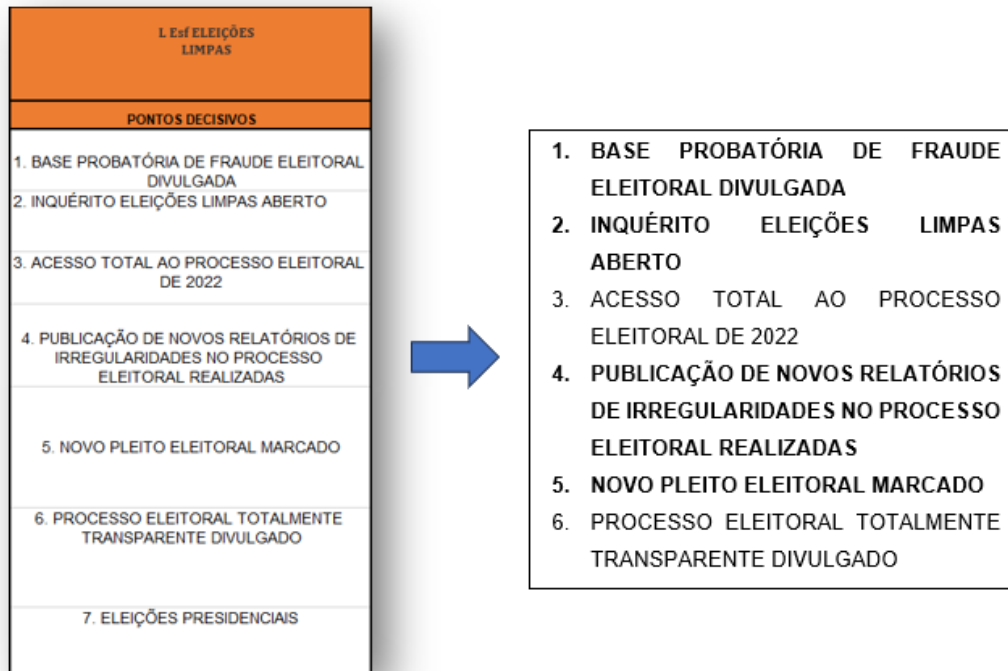 L Esf ELEIÇÕES
LIMPAS
PONTOS DECISIVOS
1. BASE PROBATÓRIA DE FRAUDE ELEITORAL
DIVULGADA
2. INQUÉRITO ELEIÇÕES LIMPAS ABERTO
3. ACESSO TOTAL AO PROCESSO ELEITORAL
DE 2022
4. PUBLICAÇÃO DE NOVOS RELATÓRIOS DE
IRREGULARIDADES NO PROCESSO
ELEITORAL REALIZADAS
5. NOVO PLEITO ELEITORAL MARCADO
6. PROCESSO ELEITORAL TOTALMENTE
TRANSPARENTE DIVULGADO
7. ELEIÇÕES PRESIDENCIAIS
1. BASE PROBATÓRIA DE FRAUDE
ELEITORAL DIVULGADA
2. INQUÉRITO ELEIÇÕES LIMPAS
ABERTO
3. ACESSO TOTAL AO PROCESSO
ELEITORAL DE 2022
4. PUBLICAÇÃO DE NOVOS RELATÓRIOS
DE IRREGULARIDADES NO PROCESSO
ELEITORAL REALIZADAS
5. NOVO PLEITO ELEITORAL MARCADO
6. PROCESSO ELEITORAL TOTALMENTE
TRANSPARENTE DIVULGADO